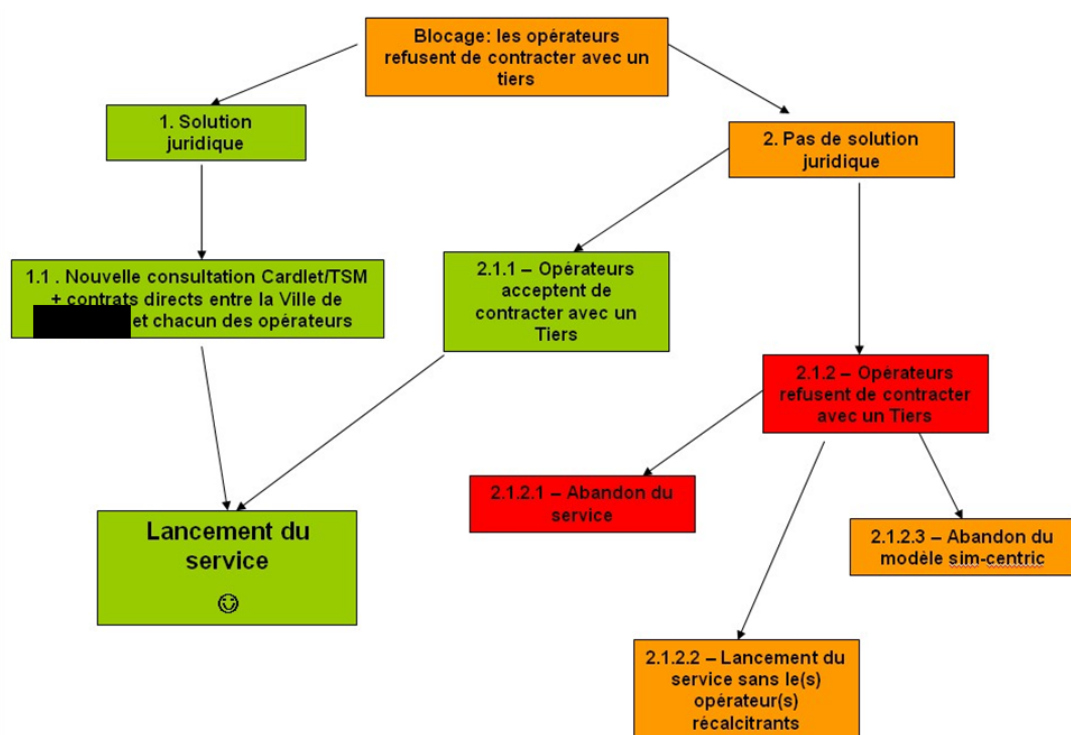 Blocage: les opérateurs
refusent de contracter avec un
tiers
1. Solution
juridique
2. Pas de solution
juridique
1.1 . Nouvelle consultation Cardlet/TSM
+ contrats directs entre la Ville de
et chacun des opérateurs
2.1.1 – Opérateurs
acceptent de
contracter avec un
Tiers
2.1.2 – Opérateurs
refusent de contracter
avec un Tiers
2.1.2.1 – Abandon du
service
Lancement du
service
☺
2.1.2.3 – Abandon du
modèle sim-centric
2.1.2.2 – Lancement du
service sans le(s)
opérateur(s)
récalcitrants